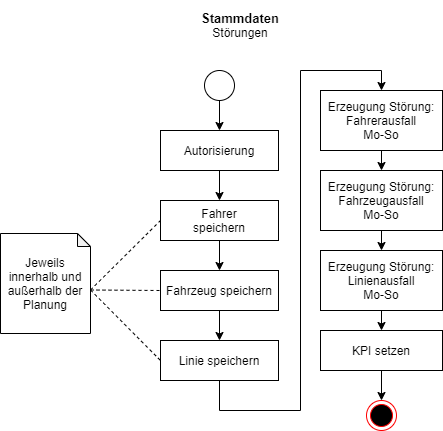 Stammdaten
Störungen
Autorisierung
Fahrer
speichern
Fahrzeug speichern
Linie speichern
Jeweils
innerhalb und
außerhalb der
Planung
Erzeugung Störung:
Fahrerausfall
Mo-So
Erzeugung Störung:
Fahrzeugausfall
Mo-So
Erzeugung Störung:
Linienausfall
Mo-So
KPI setzen